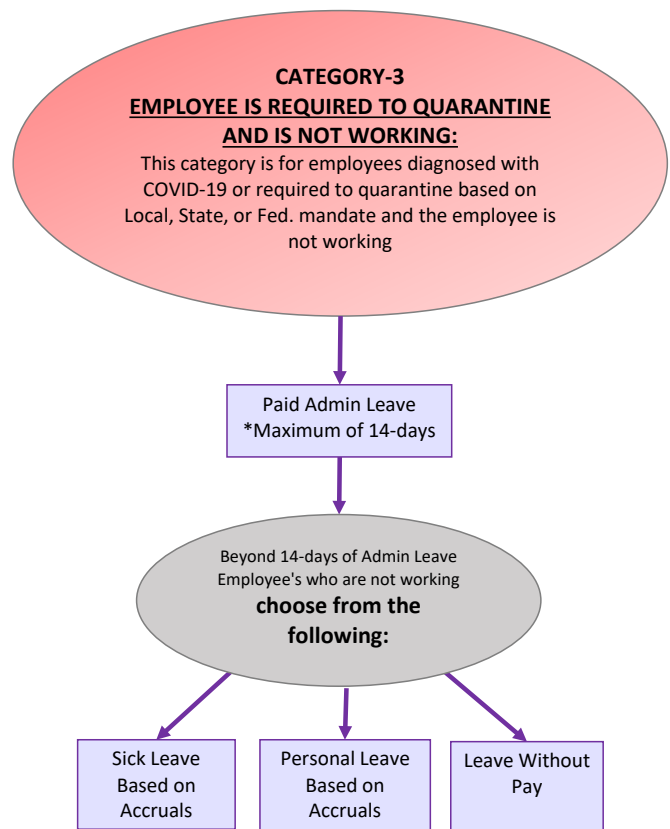 CATEGORY-3
EMPLOYEE IS REQUIRED TO QUARANTINE
AND IS NOT WORKING:
This category is for employees diagnosed with
COVID-19 or required to quarantine based on
Local, State, or Fed. mandate and the employee is
not working
Paid Admin Leave
*Maximum of 14-days
Beyond 14-days of Admin Leave
Employee's who are not working
choose from the
following:
Sick Leave
Based on
Accruals
Personal Leave
Based on
Accruals
Leave Without
Pay